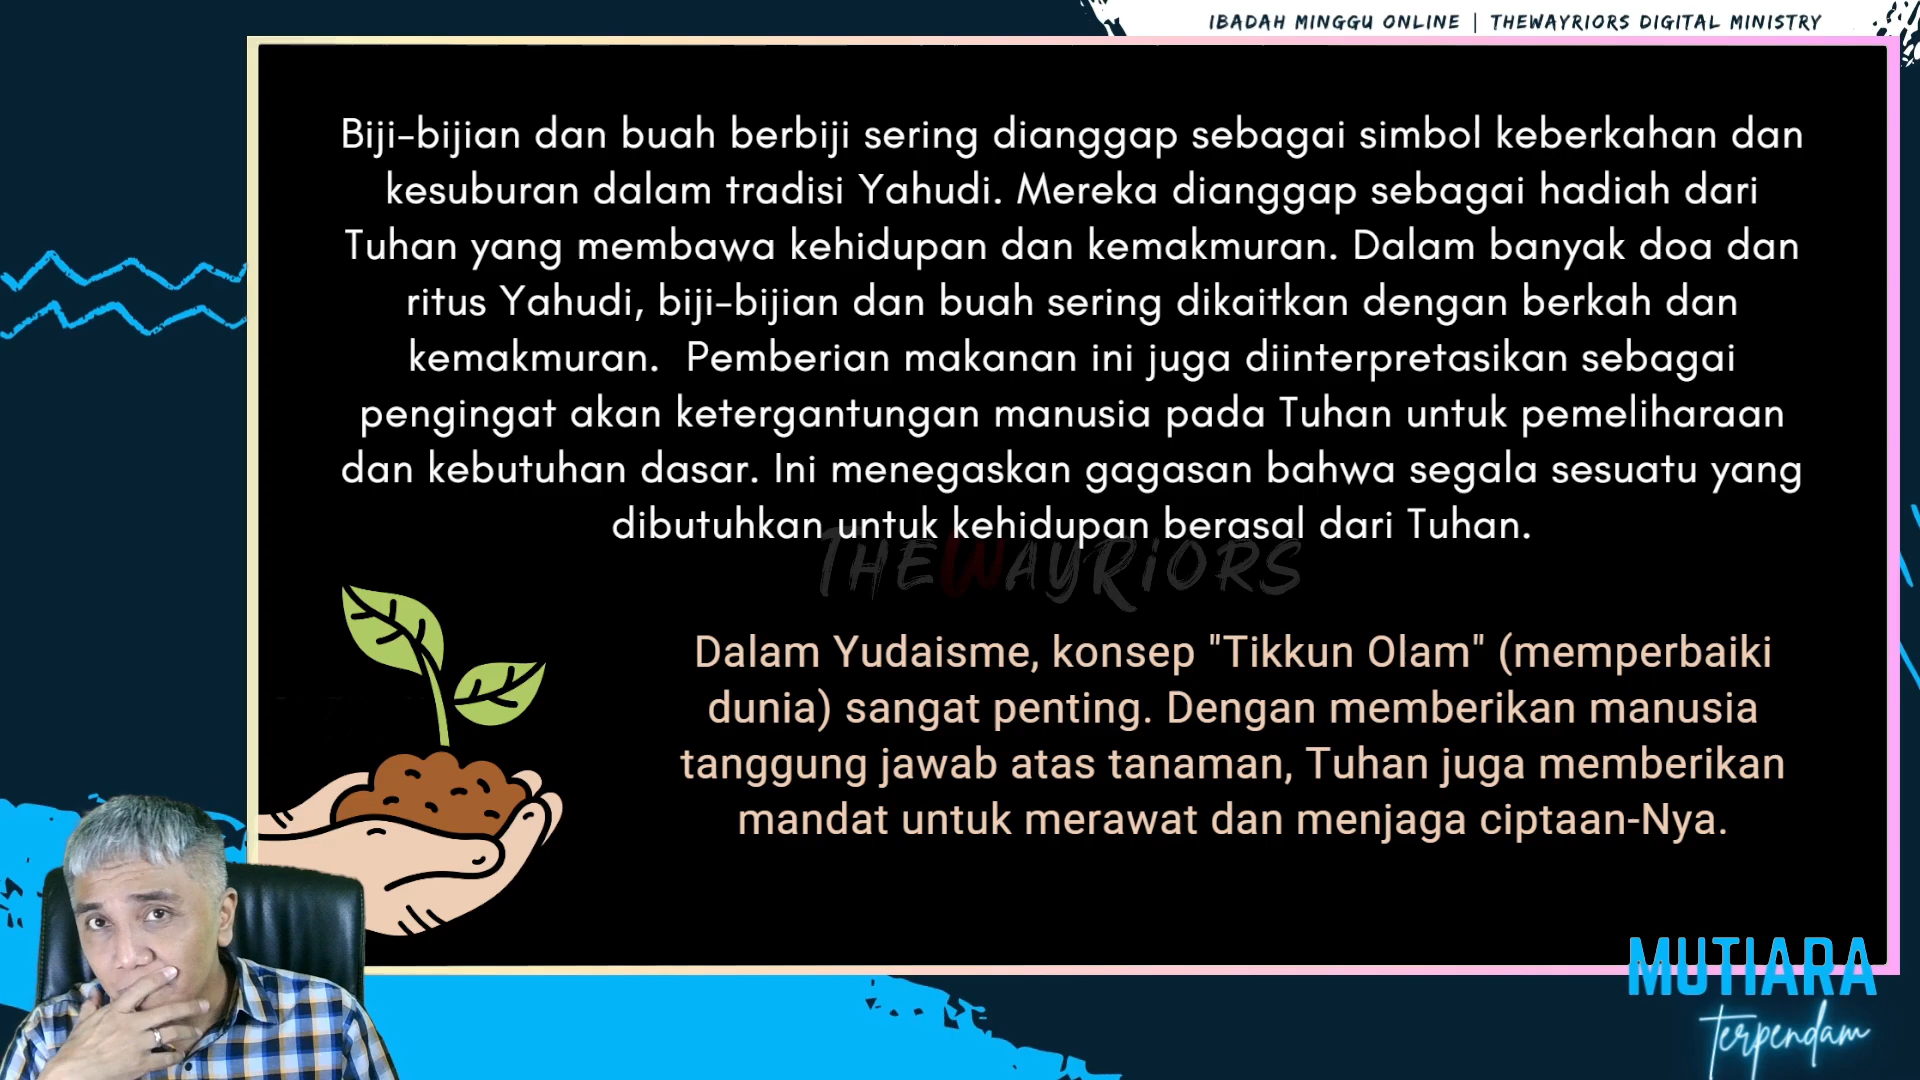 IBADAH MINGGU ONLINE | THEWAYRIORS DIGITAL MINISTRY
Biji-bijian dan buah berbiji sering dianggap sebagai simbol keberkahan dan
kesuburan dalam tradisi Yahudi. Mereka dianggap sebagai hadiah dari
Tuhan yang membawa kehidupan dan kemakmuran. Dalam banyak doa dan
ritus Yahudi, biji-bijian dan buah sering dikaitkan dengan berkah dan
kemakmuran.  Pemberian makanan ini juga diinterpretasikan sebagai
pengingat akan ketergantungan manusia pada Tuhan untuk pemeliharaan
dan kebutuhan dasar. Ini menegaskan gagasan bahwa segala sesuatu yang
dibutuhkan untuk kehidupan berasal dari Tuhan.
THEWAYRiORS
Dalam Yudaisme, konsep "Tikkun Olam" (memperbaiki
dunia) sangat penting. Dengan memberikan manusia
tanggung jawab atas tanaman, Tuhan juga memberikan
mandat untuk merawat dan menjaga ciptaan-Nya.
MUTIARA
terpendam